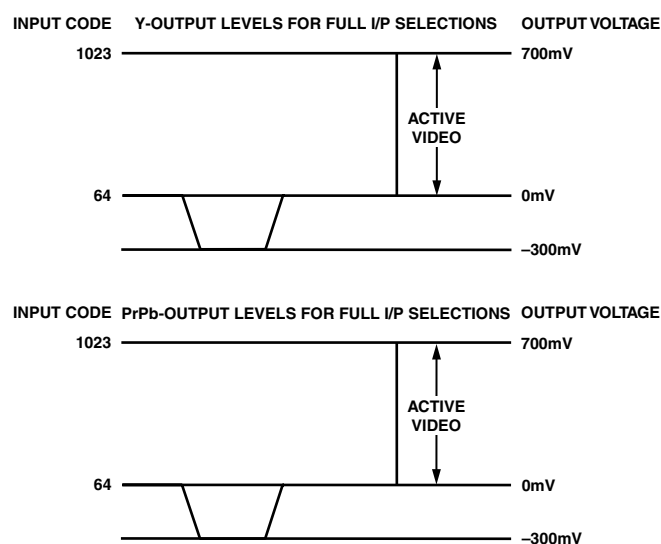 INPUT CODE Y-OUTPUT LEVELS FOR FULL I/P SELECTIONS OUTPUT VOLTAGE
1023 700mV
ACTIVE
VIDEO
64 0mV
–300mV
INPUT CODE PrPb-OUTPUT LEVELS FOR FULL I/P SELECTIONS OUTPUT VOLTAGE
1023 700mV
ACTIVE
VIDEO
64 0mV
–300mV